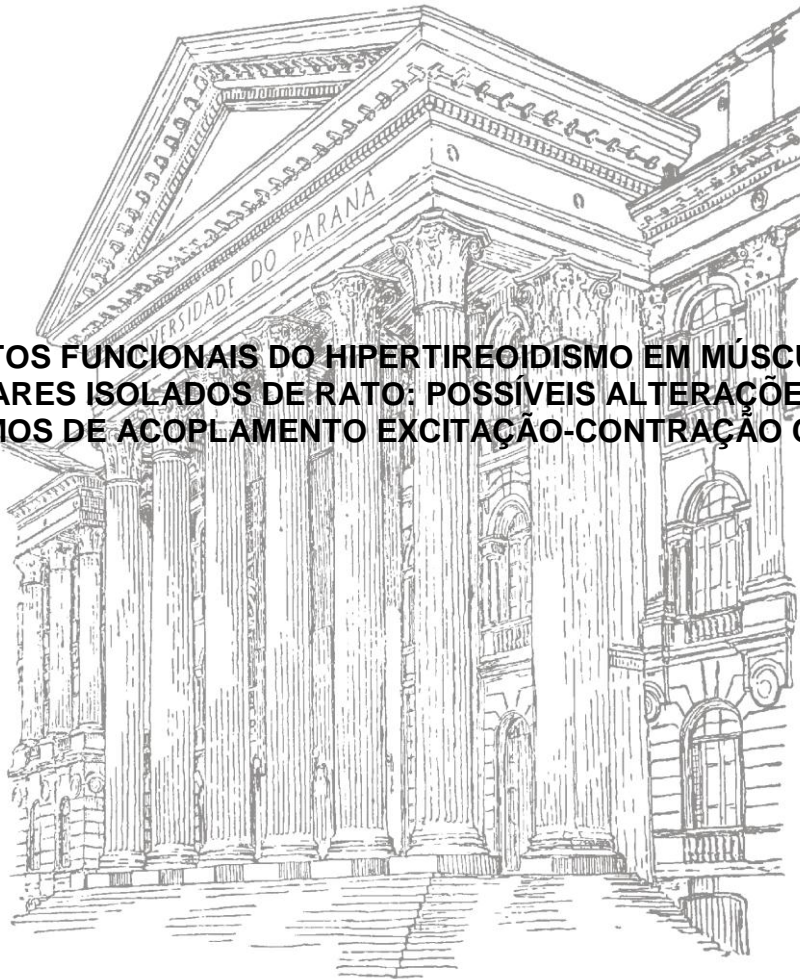 VERSIDADE DO PARANÁ
TOS FUNCIONAIS DO HIPERTIREOIDISMO EM MÚSCU
ARES ISOLADOS DE RATO: POSSÍVEIS ALTERAÇÕE
MOS DE ACOPLAMENTO EXCITAÇÃO-CONTRAÇÃO